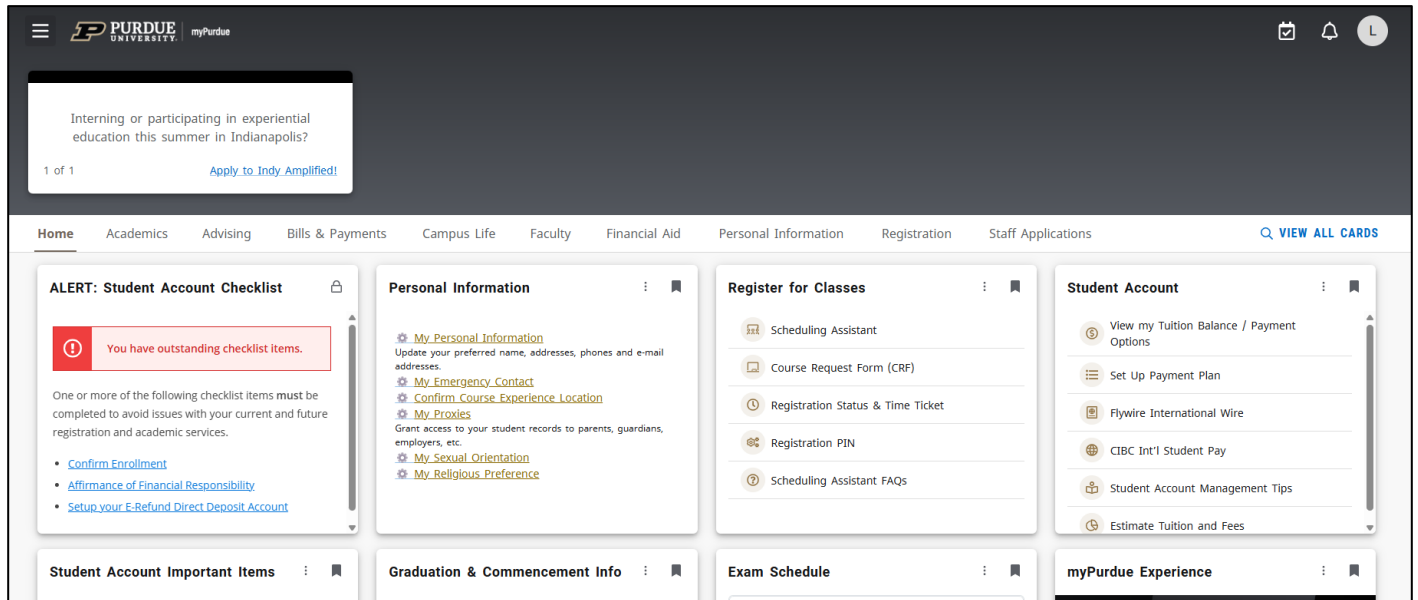 PURDUE UNIVERSITY. myPurdue
L
Interning or participating in experiential
education this summer in Indianapolis?
1 of 1 Apply to Indy Amplified!
Home Academics Advising Bills & Payments Campus Life Faculty Financial Aid Personal Information Registration Staff Applications VIEW ALL CARDS
ALERT: Student Account Checklist
You have outstanding checklist items.
One or more of the following checklist items must be
completed to avoid issues with your current and future
registration and academic services.
Confirm Enrollment
Affirmance of Financial Responsibility
Setup your E-Refund Direct Deposit Account
Personal Information
My Personal Information
Update your preferred name, addresses, phones and e-mail
addresses.
My Emergency Contact
Confirm Course Experience Location
My Proxies
Grant access to your student records to parents, guardians,
employers, etc.
My Sexual Orientation
My Religious Preference
Register for Classes
Scheduling Assistant
Course Request Form (CRF)
Registration Status & Time Ticket
Registration PIN
Scheduling Assistant FAQs
Student Account
View my Tuition Balance / Payment
Options
Set Up Payment Plan
Flywire International Wire
CIBC Int'l Student Pay
Student Account Management Tips
Estimate Tuition and Fees
Student Account Important Items
Graduation & Commencement Info
Exam Schedule
myPurdue Experience